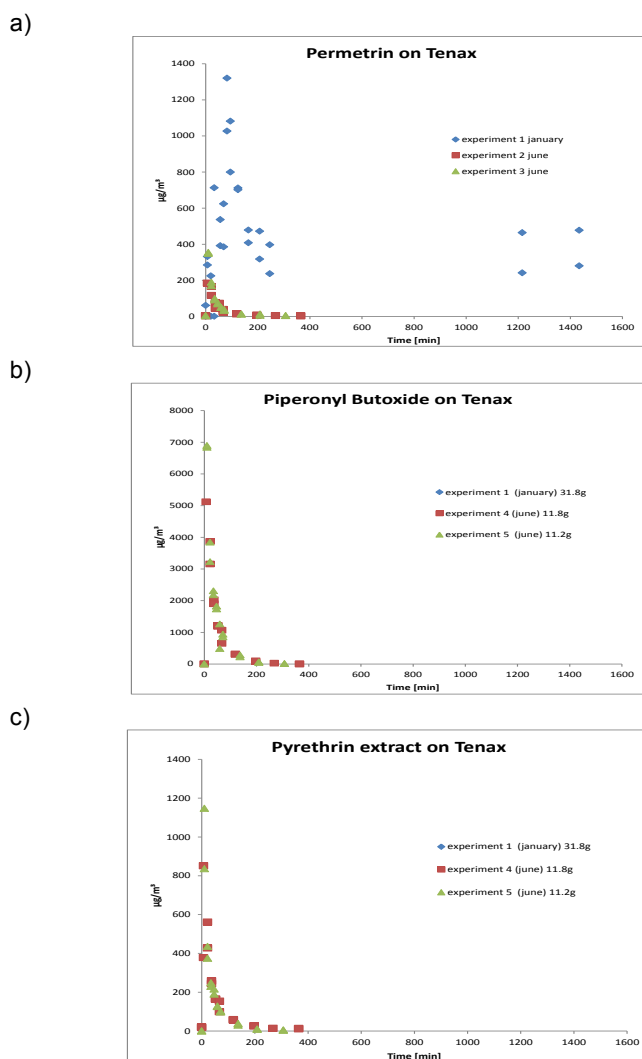 a)
Permetrin on Tenax
1400
1200
1000
800
600
400
200
0
µg/m³
experiment 1 january
experiment 2 june
experiment 3 june
0 200 400 600 800 1000 1200 1400 1600
Time [min]
b)
Piperonyl Butoxide on Tenax
8000
7000
6000
5000
4000
3000
2000
1000
0
µg/m³
experiment 1 (january) 31.8g
experiment 4 (june) 11.8g
experiment 5 (june) 11.2g
0 200 400 600 800 1000 1200 1400 1600
Time [min]
c)
Pyrethrin extract on Tenax
1400
1200
1000
800
600
400
200
0
µg/m³
experiment 1 (january) 31.8g
experiment 4 (june) 11.8g
experiment 5 (june) 11.2g
0 200 400 600 800 1000 1200 1400 1600
Time [min]